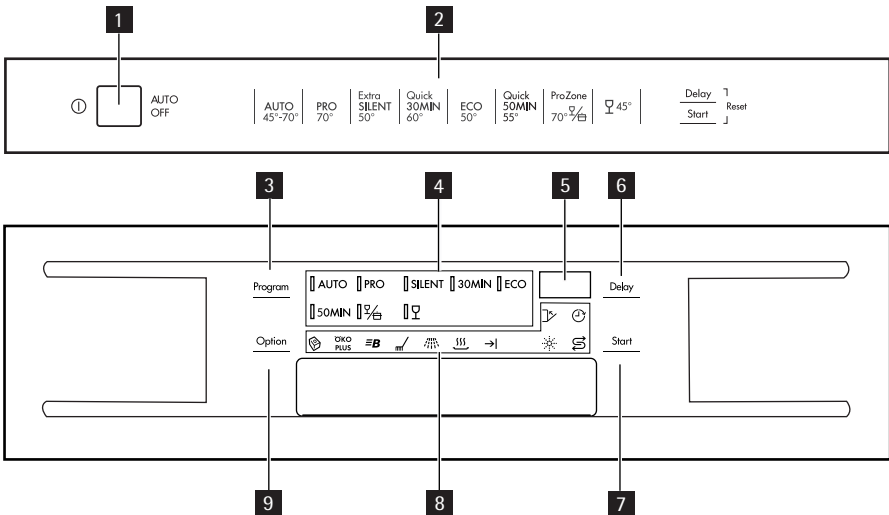 1
2
AUTO
OFF
AUTO
45°-70°
PRO
70°
Extra
SILENT
50°
Quick
30MIN
60°
ECO
50°
Quick
50MIN
55°
ProZone
70°
45°
Delay
Start
Reset
3
4
5
6
Program
AUTO PRO SILENT 30MIN ECO
Delay
50MIN
Option
ÖKO
PLUS
B
Start
9
8
7